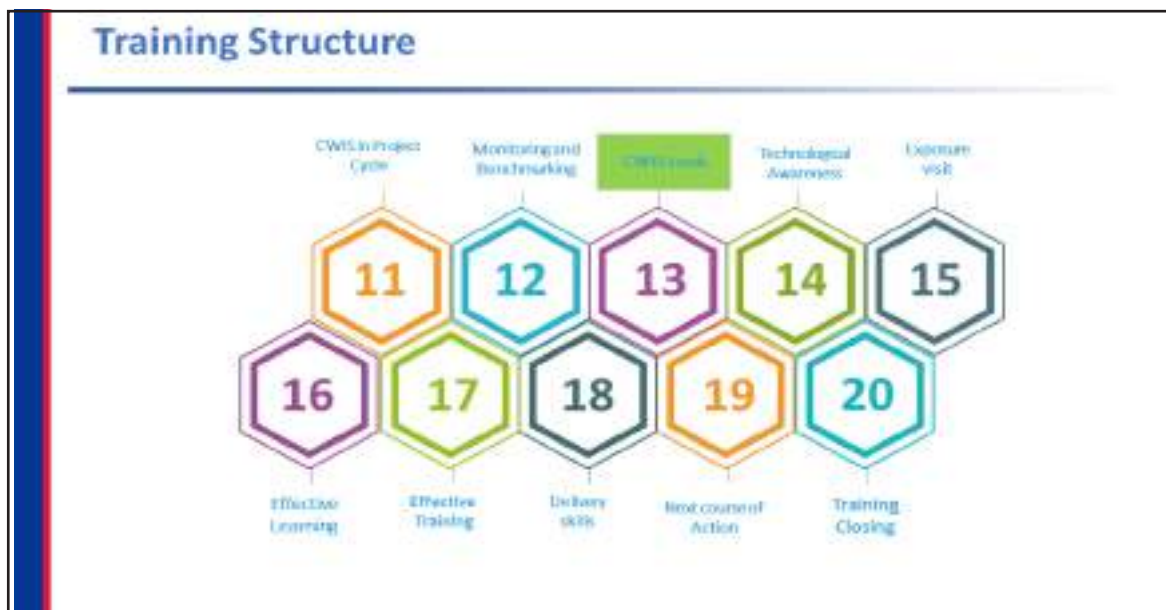 Training Structure
CWIS in Project
Cycle
Monitoring and
Benchmarking
CWIS
Technological
Awareness
Exposure
visit
11
12
13
14
15
16
17
18
19
20
Effective
Learning
Effective
Training
Delivery
skills
Next course of
Action
Training
Closing